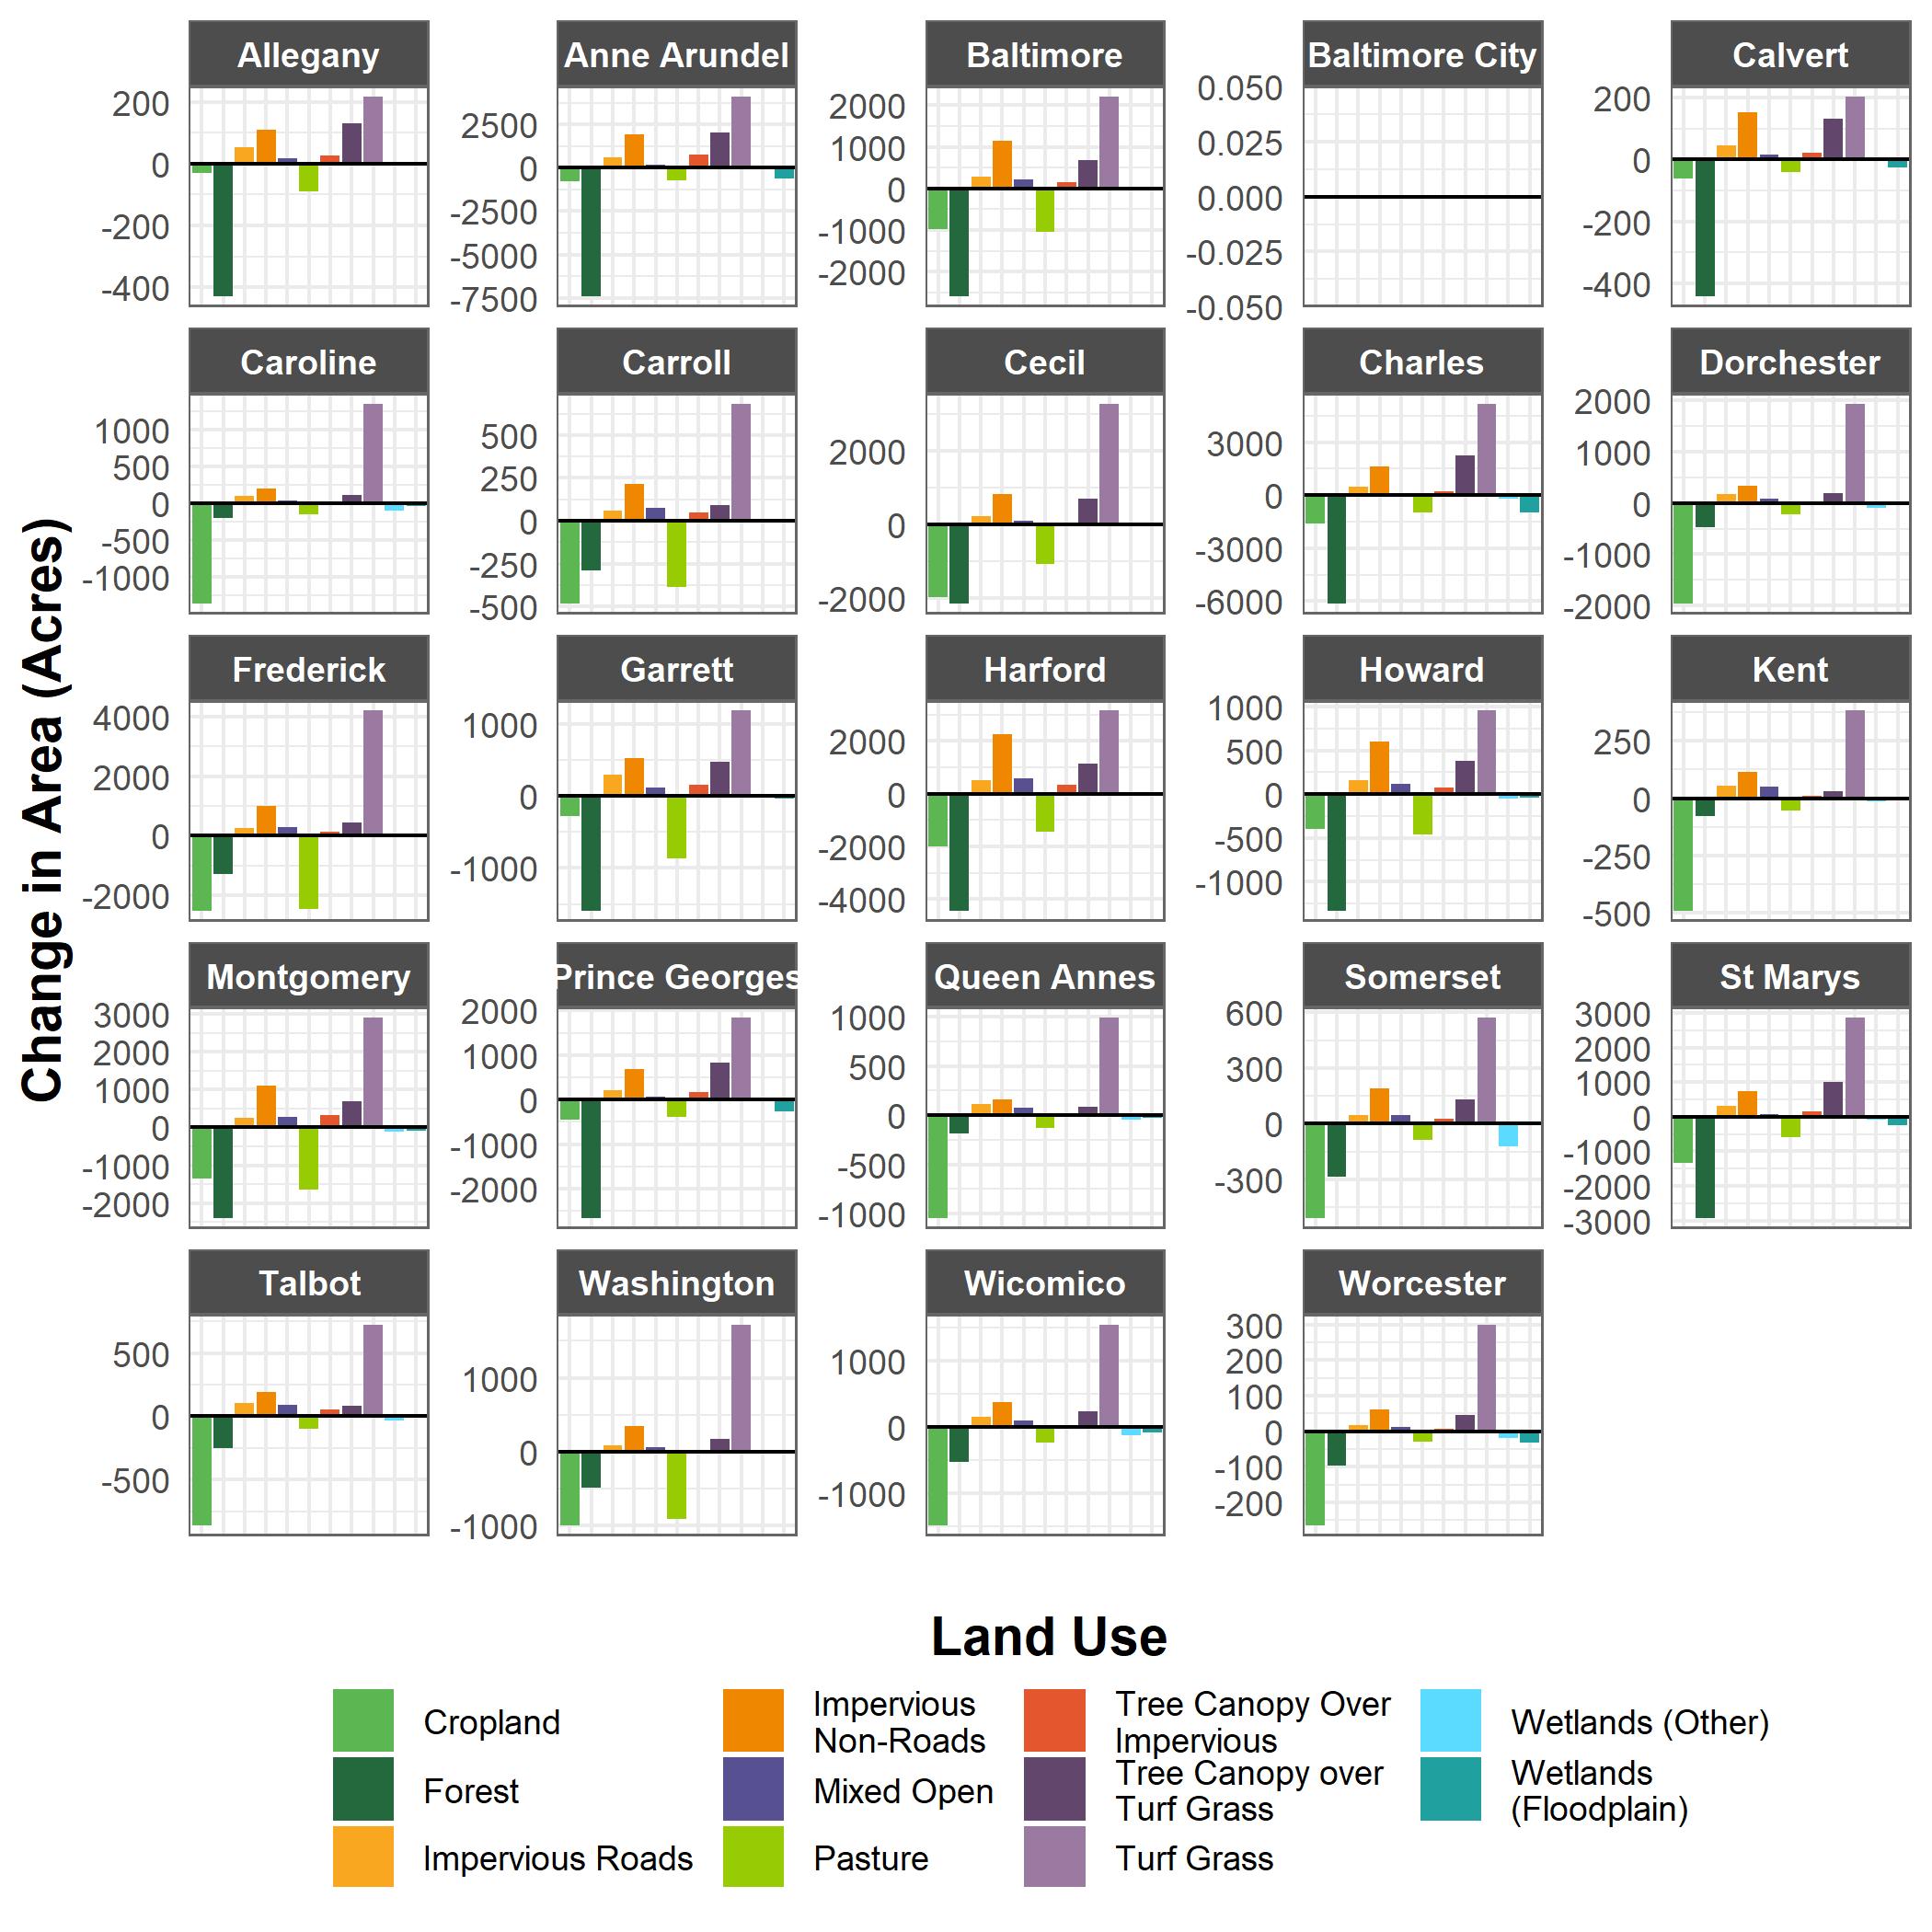 Allegany
Anne Arundel
Baltimore
Baltimore City
Calvert
200
0
-200
-400
2500
0
-2500
-5000
-7500
2000
1000
0
-1000
-2000
0.050
0.025
0.000
-0.025
-0.050
200
0
-200
-400
Caroline
Carroll
Cecil
Charles
Dorchester
1000
500
0
-500
-1000
500
250
0
-250
-500
2000
0
-2000
3000
0
-3000
-6000
2000
1000
0
-1000
-2000
Frederick
Garrett
Harford
Howard
Kent
4000
2000
0
-2000
1000
0
-1000
2000
0
-2000
-4000
1000
500
0
-500
-1000
250
0
-250
-500
Montgomery
Prince Georges
Queen Annes
Somerset
St Marys
3000
2000
1000
0
-1000
-2000
2000
1000
0
-1000
-2000
1000
500
0
-500
-1000
600
300
0
-300
3000
2000
1000
0
-1000
-2000
-3000
Talbot
Washington
Wicomico
Worcester
500
0
-500
1000
0
-1000
1000
0
-1000
300
200
100
0
-100
-200
Change in Area (Acres)
Land Use
Cropland
Forest
Impervious Roads
Impervious
Non-Roads
Mixed Open
Pasture
Tree Canopy Over
Impervious
Tree Canopy over
Turf Grass
Turf Grass
Wetlands (Other)
Wetlands
(Floodplain)